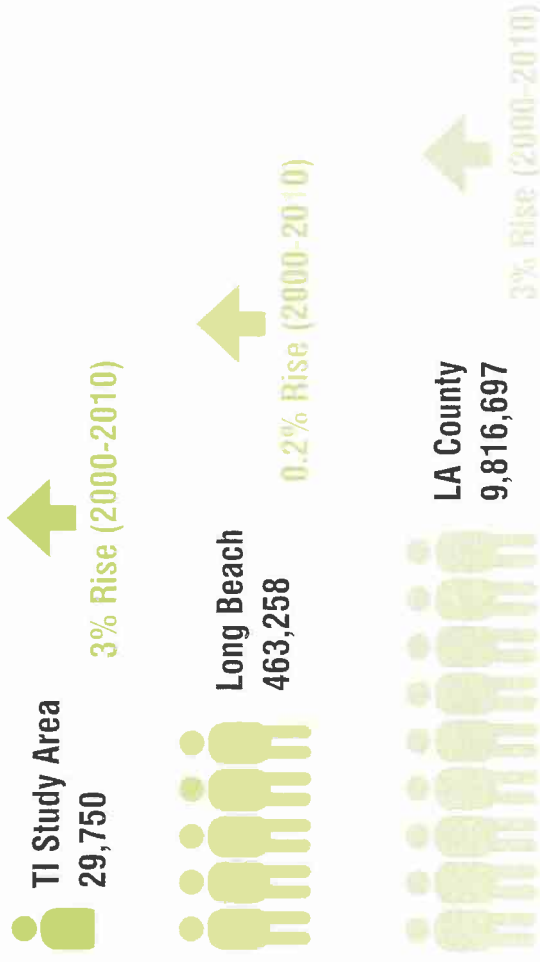 TI Study Area
29,750
3% Rise (2000-2010)
Long Beach
463,258
0.2% Rise (2000-2010)
LA County
9,816,697
3% Rise (2000-2010)